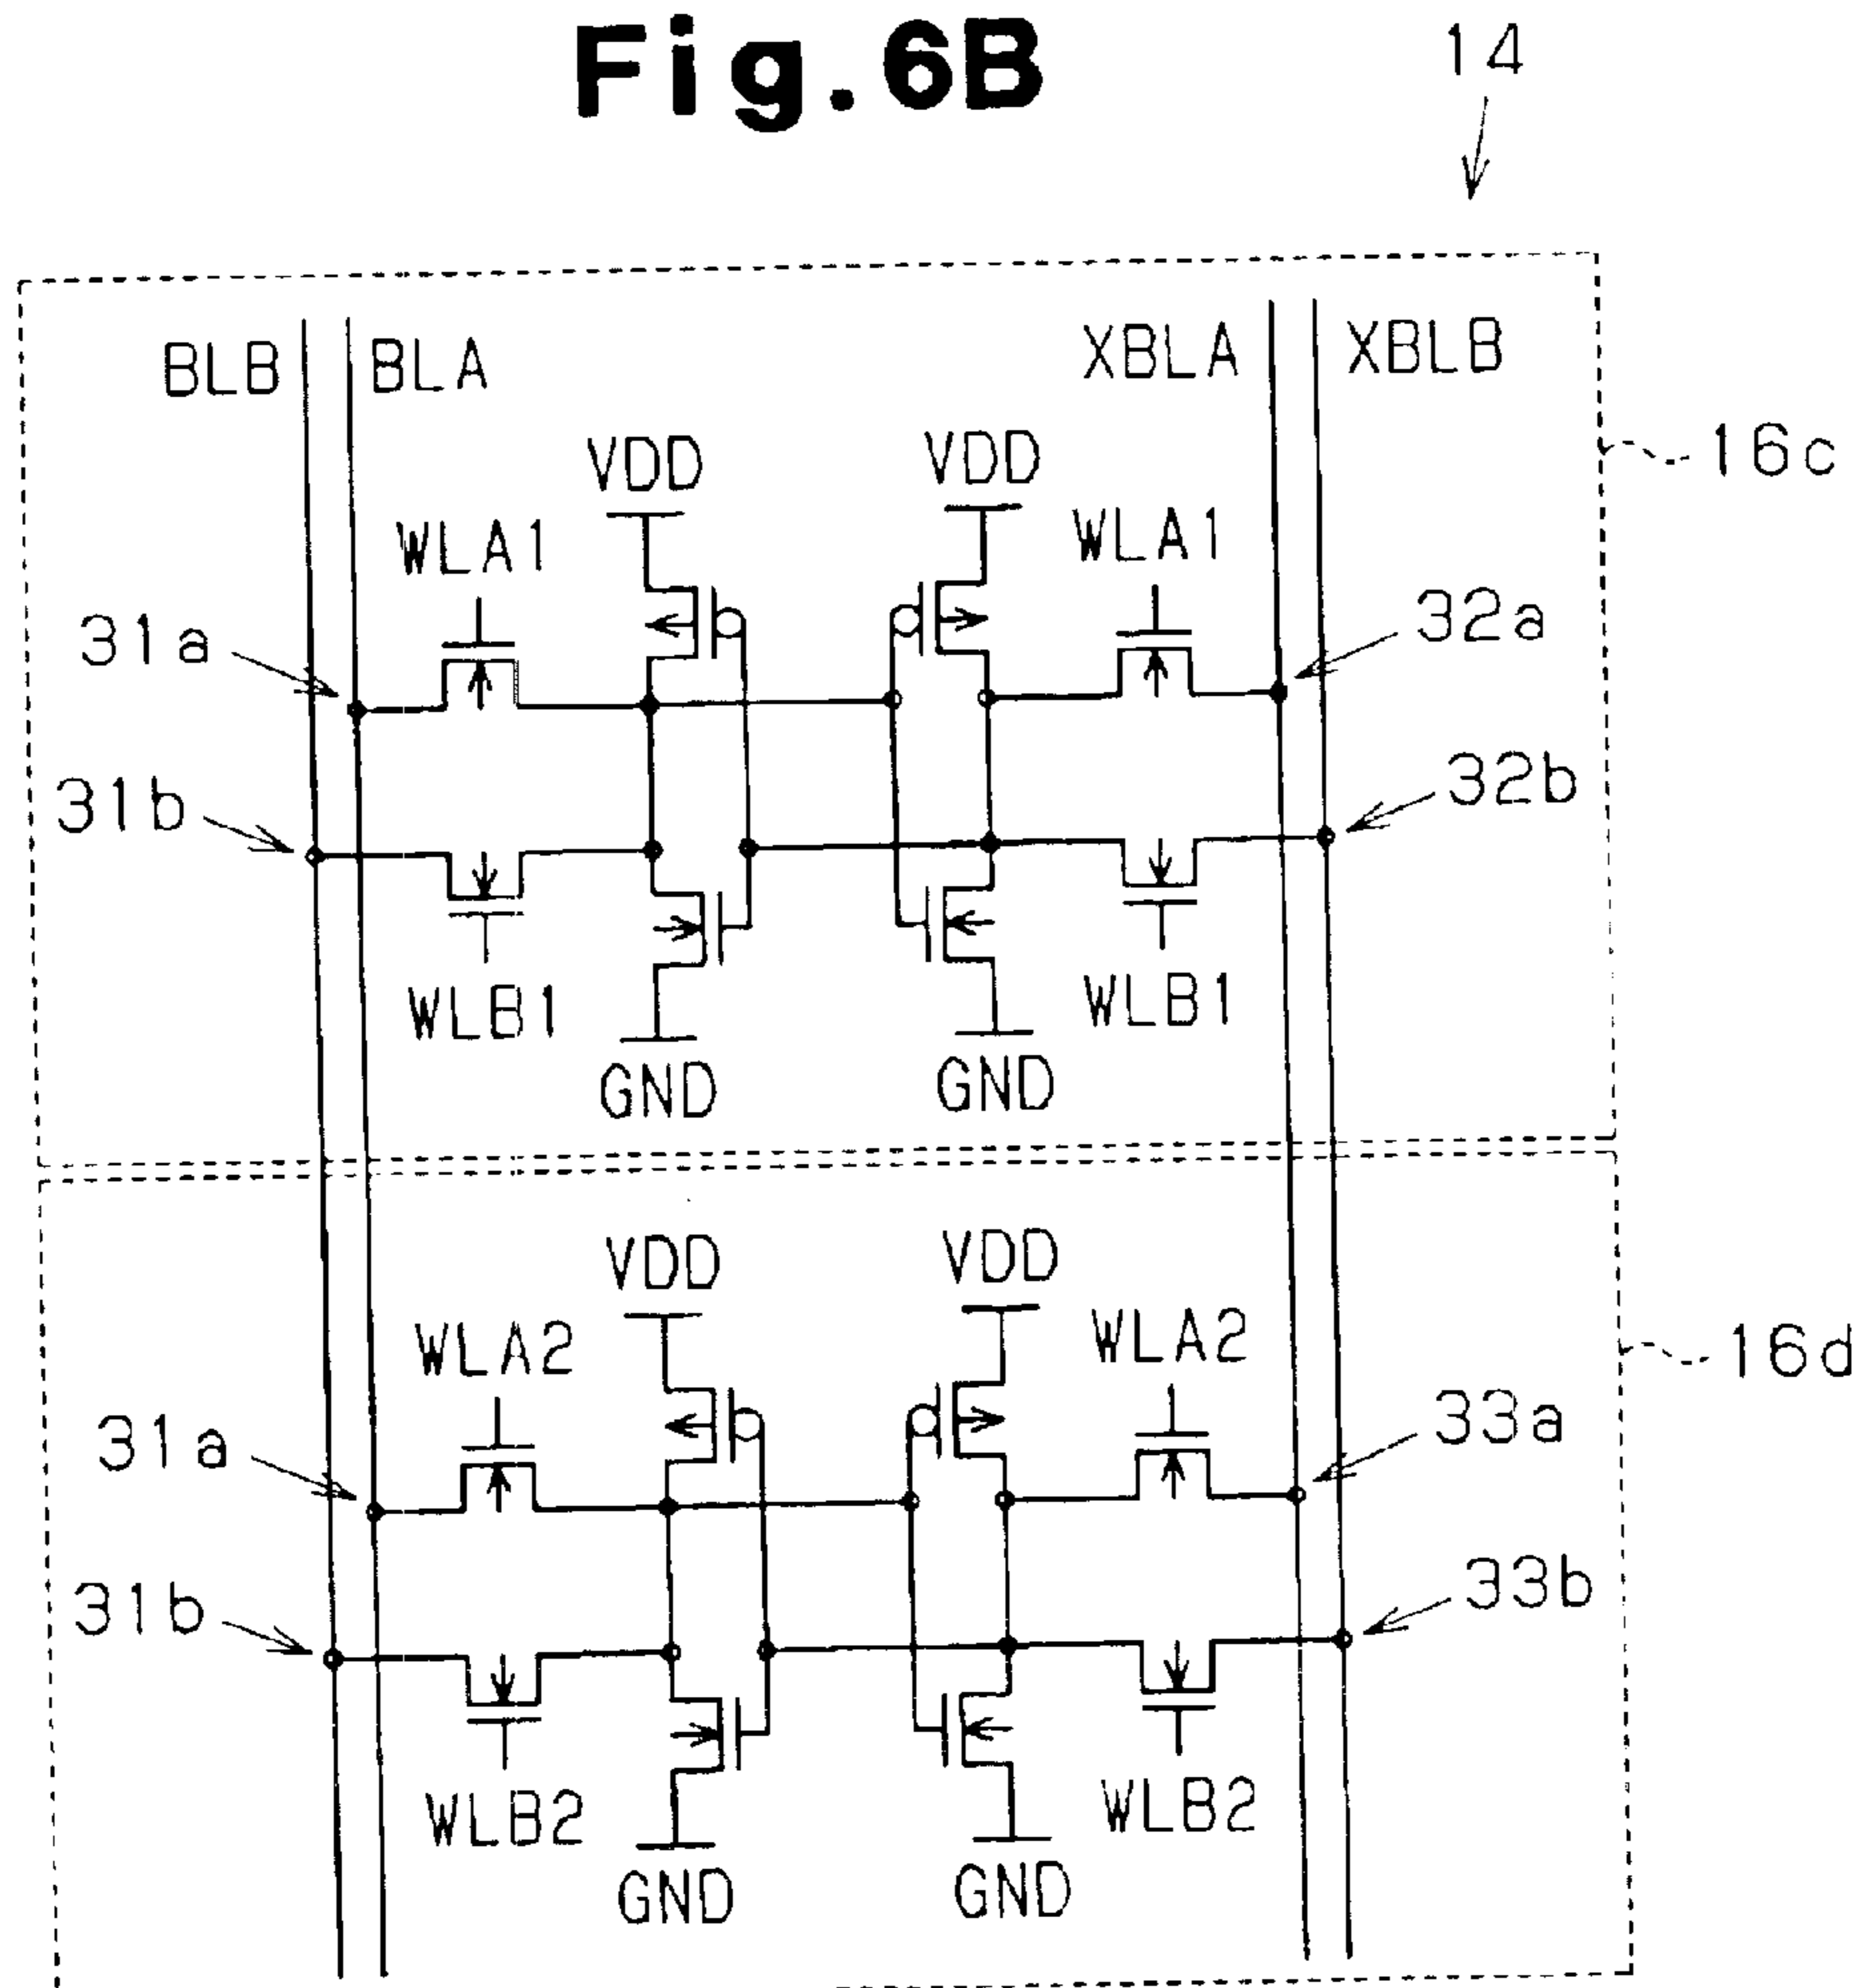 Fig.6B
14
BLB
BLA
XBLA
XBLB
16c
VDD
VDD
WLA1
WLA1
31a
32a
31b
32b
WLB1
WLB1
GND
GND
VDD
VDD
WLA2
WLA2
16d
31a
33a
31b
33b
WLB2
WLB2
GND
GND